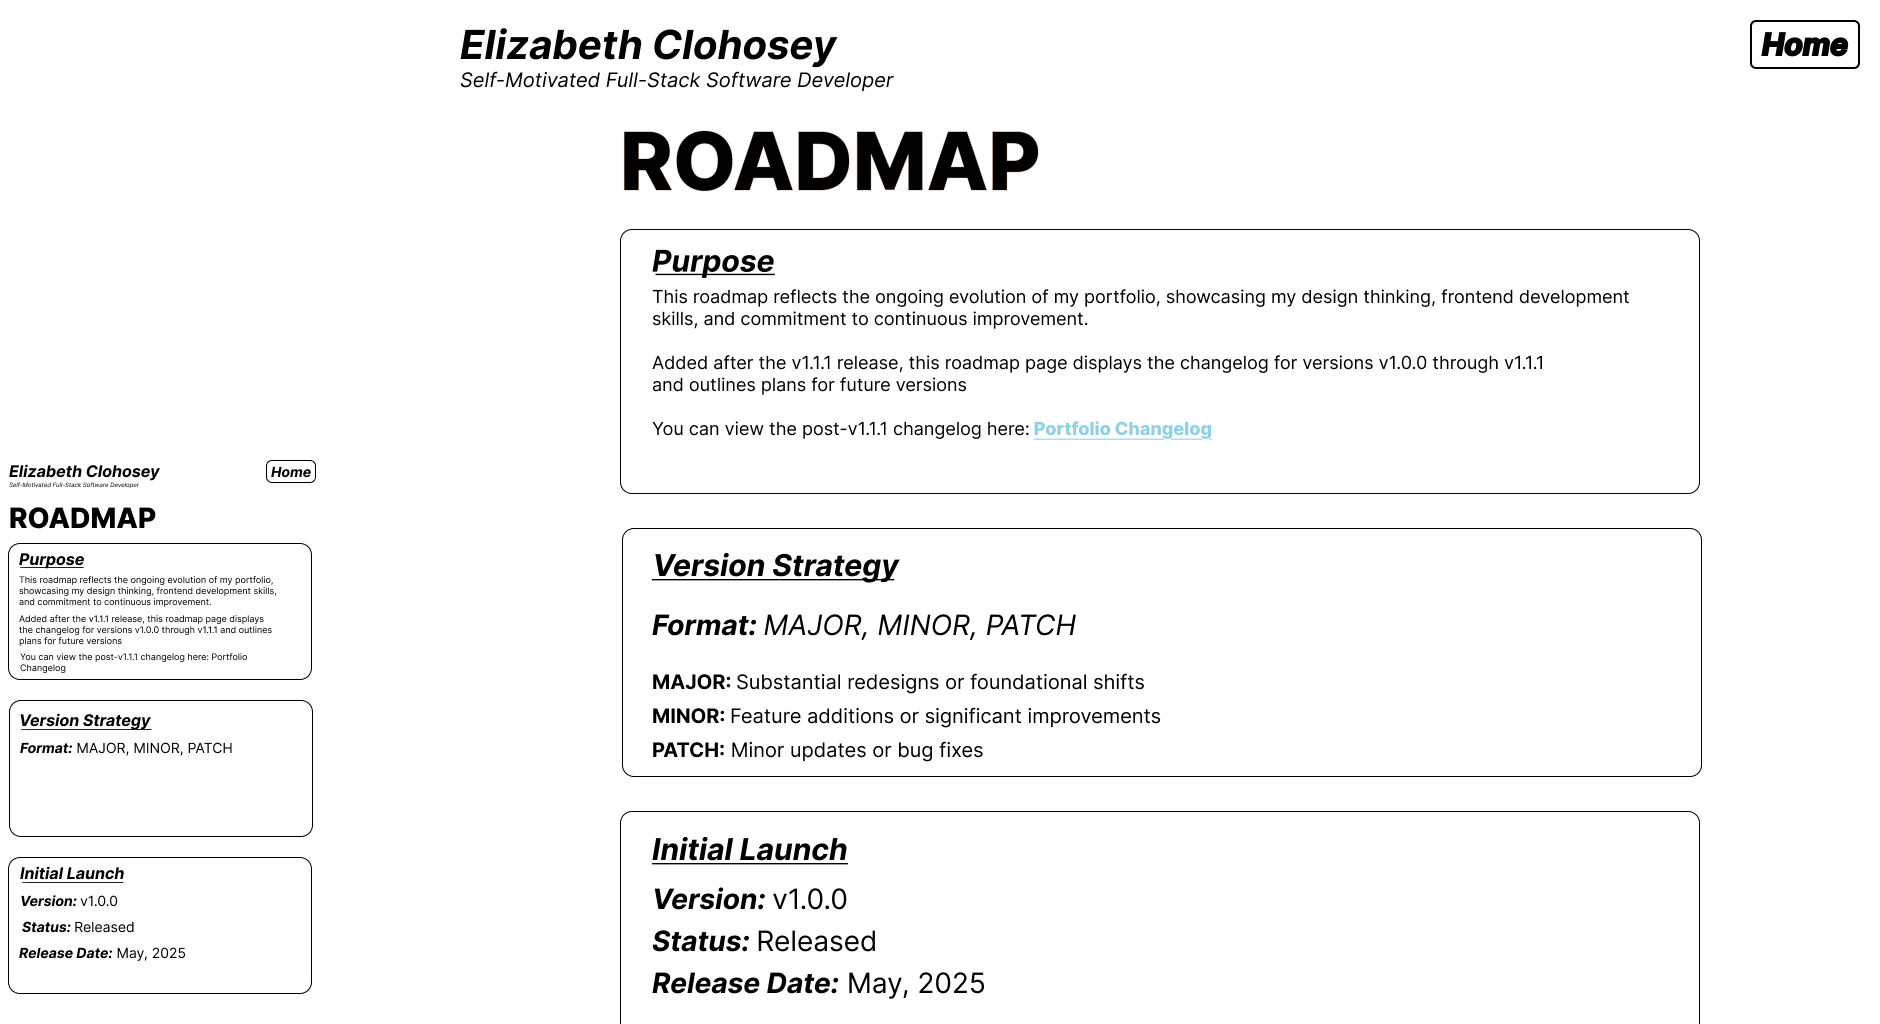 Elizabeth Clohosey
Self-Motivated Full-Stack Software Developer
Home
ROADMAP
Purpose
This roadmap reflects the ongoing evolution of my portfolio, showcasing my design thinking, frontend development
skills, and commitment to continuous improvement.
Added after the v1.1.1 release, this roadmap page displays the changelog for versions v1.0.0 through v1.1.1
and outlines plans for future versions
You can view the post-v1.1.1 changelog here: Portfolio Changelog
Version Strategy
Format: MAJOR, MINOR, PATCH
MAJOR: Substantial redesigns or foundational shifts
MINOR: Feature additions or significant improvements
PATCH: Minor updates or bug fixes
Initial Launch
Version: v1.0.0
Status: Released
Release Date: May, 2025
Elizabeth Clohosey
Self-Motivated Full-Stack Software Developer
Home
ROADMAP
Purpose
This roadmap reflects the ongoing evolution of my portfolio,
showcasing my design thinking, frontend development skills,
and commitment to continuous improvement.
Added after the v1.1.1 release, this roadmap page displays
the changelog for versions v1.0.0 through v1.1.1 and outlines
plans for future versions
You can view the post-v1.1.1 changelog here: Portfolio
Changelog
Version Strategy
Format: MAJOR, MINOR, PATCH
Initial Launch
Version: v1.0.0
Status: Released
Release Date: May, 2025